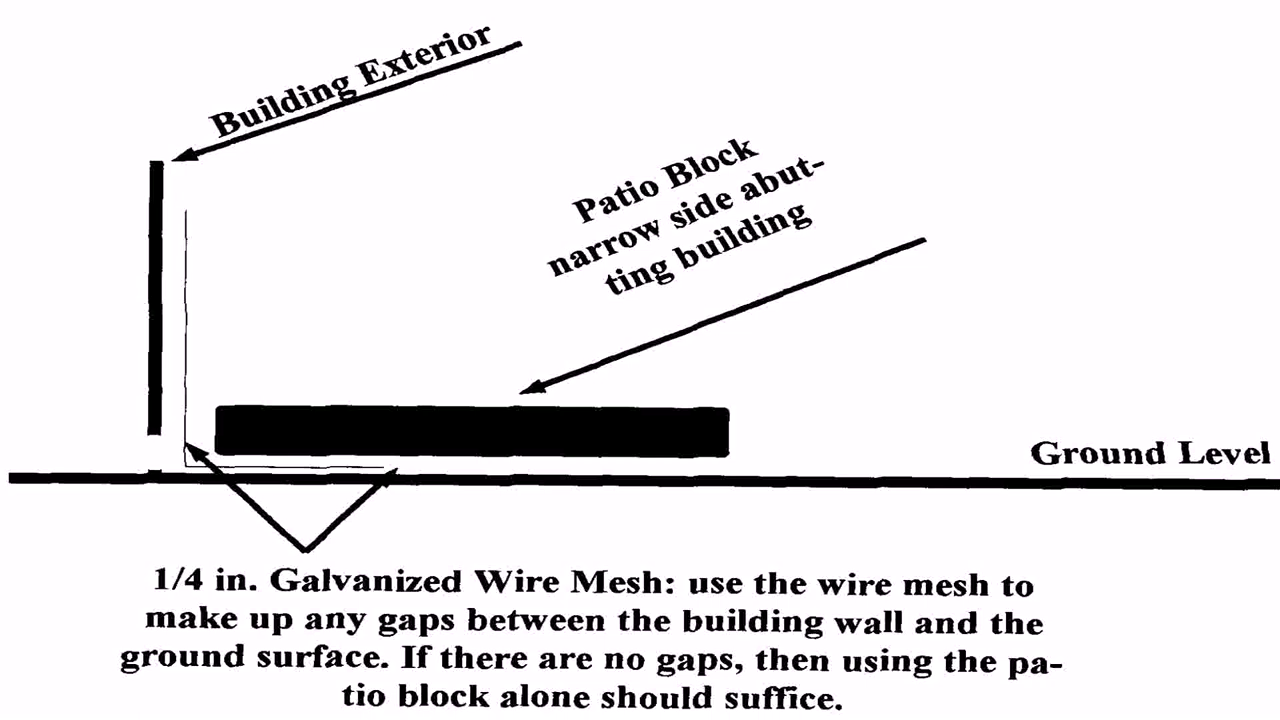 Building Exterior
Patio Block
narrow side abut-
ting building
Ground Level
1/4 in. Galvanized Wire Mesh: use the wire mesh to
make up any gaps between the building wall and the
ground surface. If there are no gaps, then using the pa-
tio block alone should suffice.